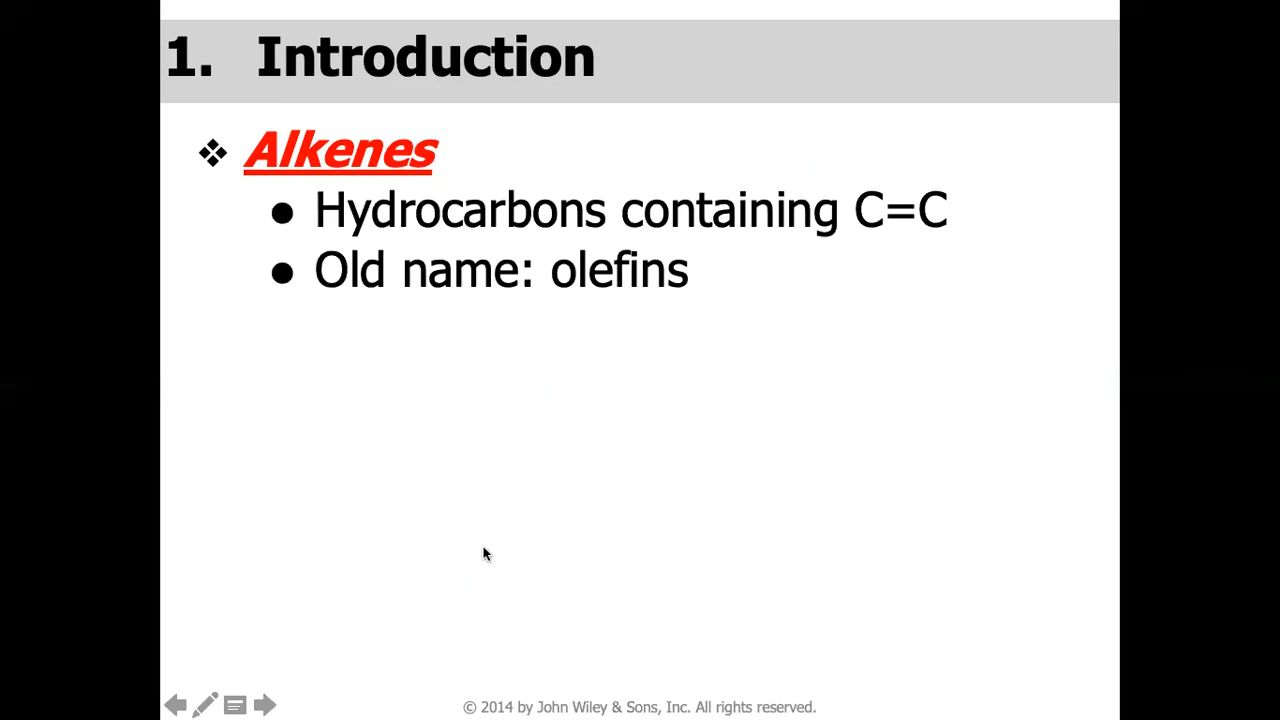 1. Introduction
❖ Alkenes
● Hydrocarbons containing C=C
● Old name: olefins
© 2014 by John Wiley & Sons, Inc. All rights reserved.